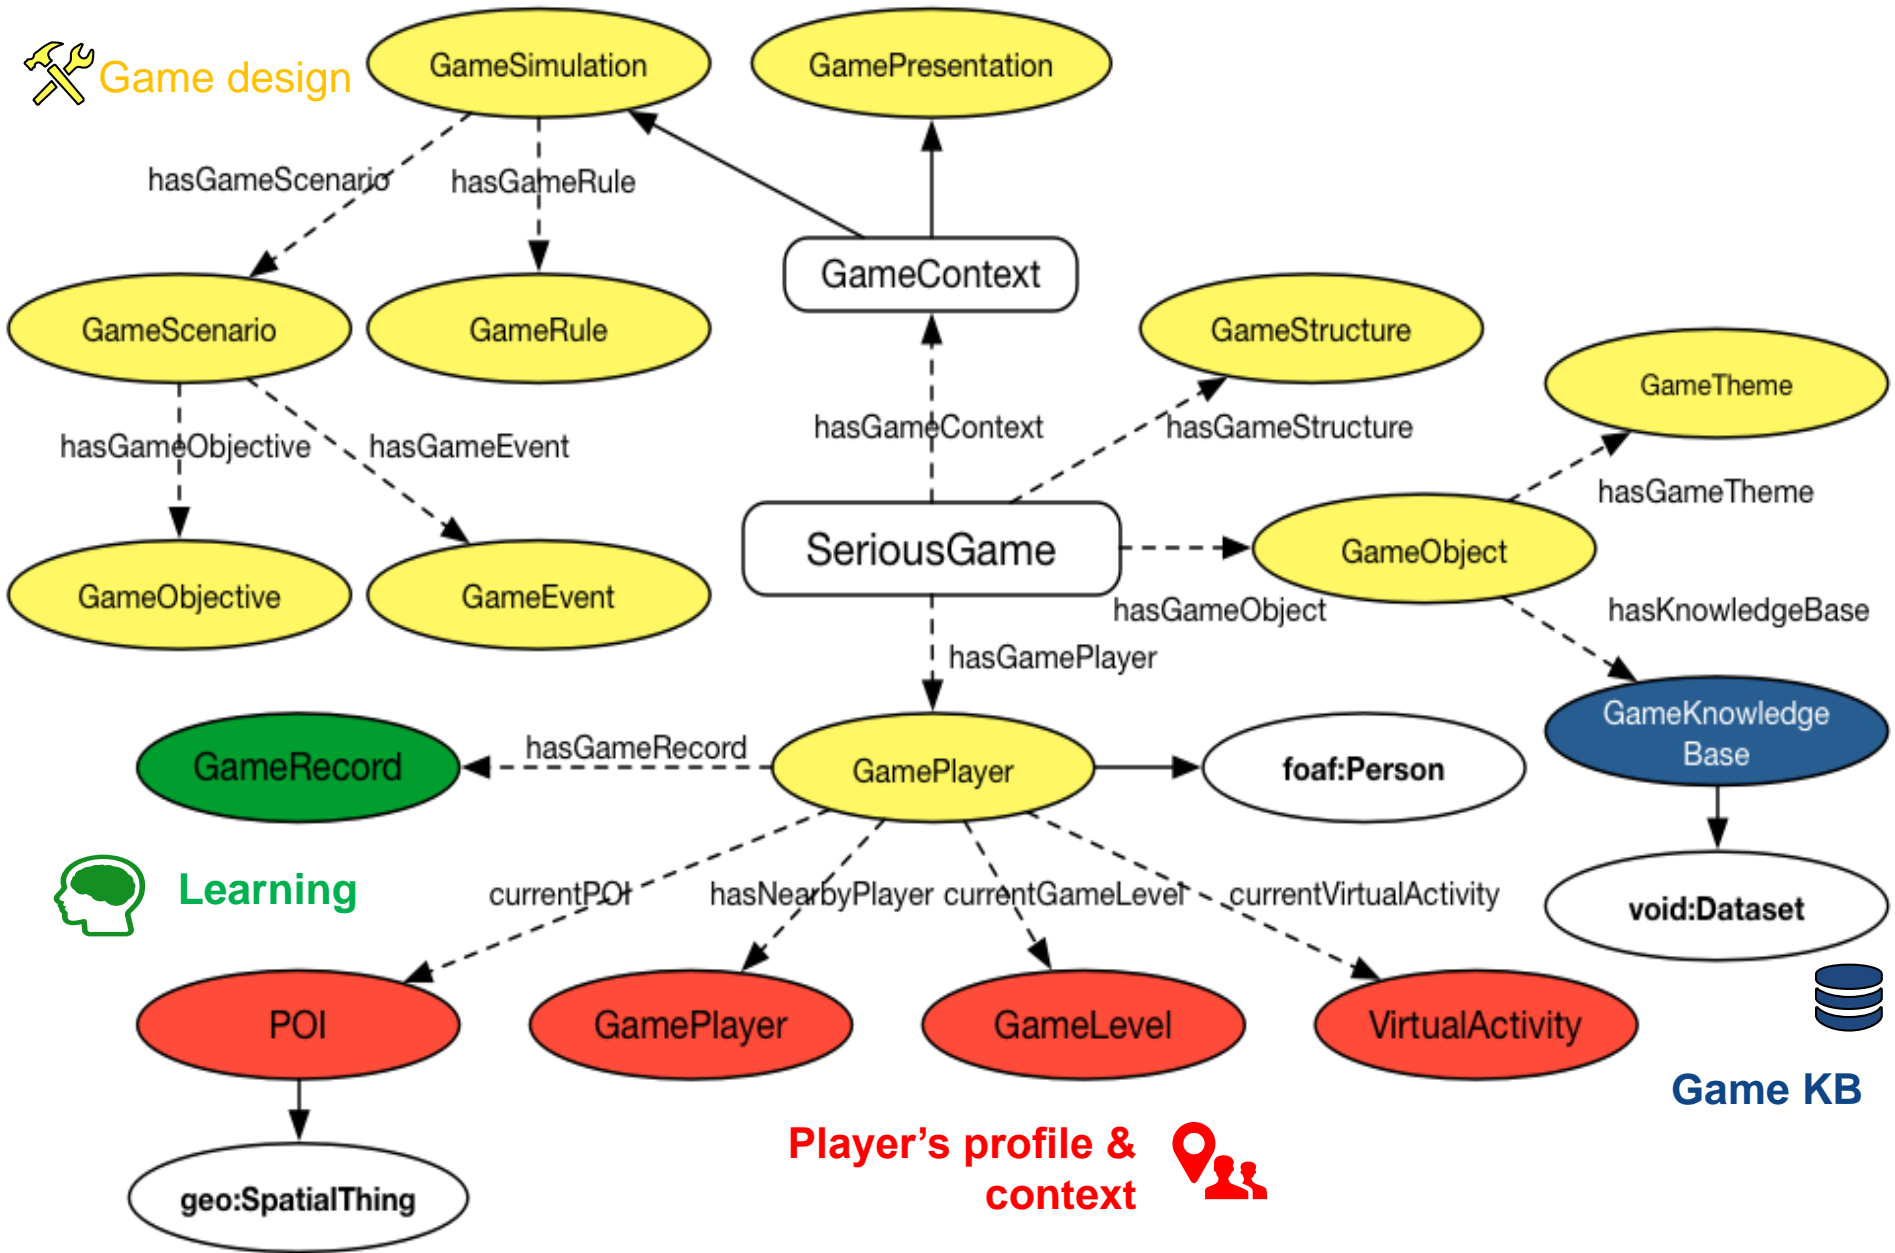 Game design
GameSimulation
GamePresentation
hasGameScenario
hasGameRule
GameContext
GameScenario
GameRule
GameStructure
GameTheme
hasGameContext
hasGameStructure
hasGameObjective
hasGameEvent
hasGameTheme
SeriousGame
GameObject
GameObjective
GameEvent
hasGameObject
hasKnowledgeBase
hasGamePlayer
GameKnowledge
Base
GameRecord
hasGameRecord
GamePlayer
foaf:Person
Learning
currentPOI
hasNearbyPlayer
currentGameLevel
currentVirtualActivity
void:Dataset
POI
GamePlayer
GameLevel
VirtualActivity
Game KB
Player’s profile &
context
geo:SpatialThing